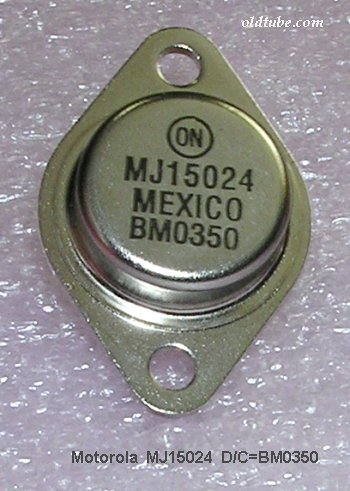 oldtube.com
ON
MJ15024
MEXICO
BM0350
Motorola MJ15024 D/C=BM0350